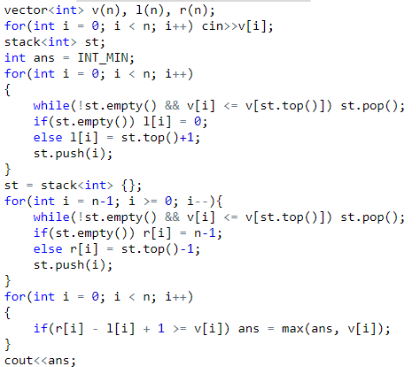 vector<int> v(n), l(n), r(n);
for(int i = 0; i < n; i++) cin>>v[i];
stack<int> st;
int ans = INT_MIN;
for(int i = 0; i < n; i++)
{
    while(!st.empty() && v[i] <= v[st.top()]) st.pop();
    if(st.empty()) l[i] = 0;
    else l[i] = st.top()+1;
    st.push(i);
}
st = stack<int> {};
for(int i = n-1; i >= 0; i--){
    while(!st.empty() && v[i] <= v[st.top()]) st.pop();
    if(st.empty()) r[i] = n-1;
    else r[i] = st.top()-1;
    st.push(i);
}
for(int i = 0; i < n; i++)
{
    if(r[i] - l[i] + 1 >= v[i]) ans = max(ans, v[i]);
}
cout<<ans;